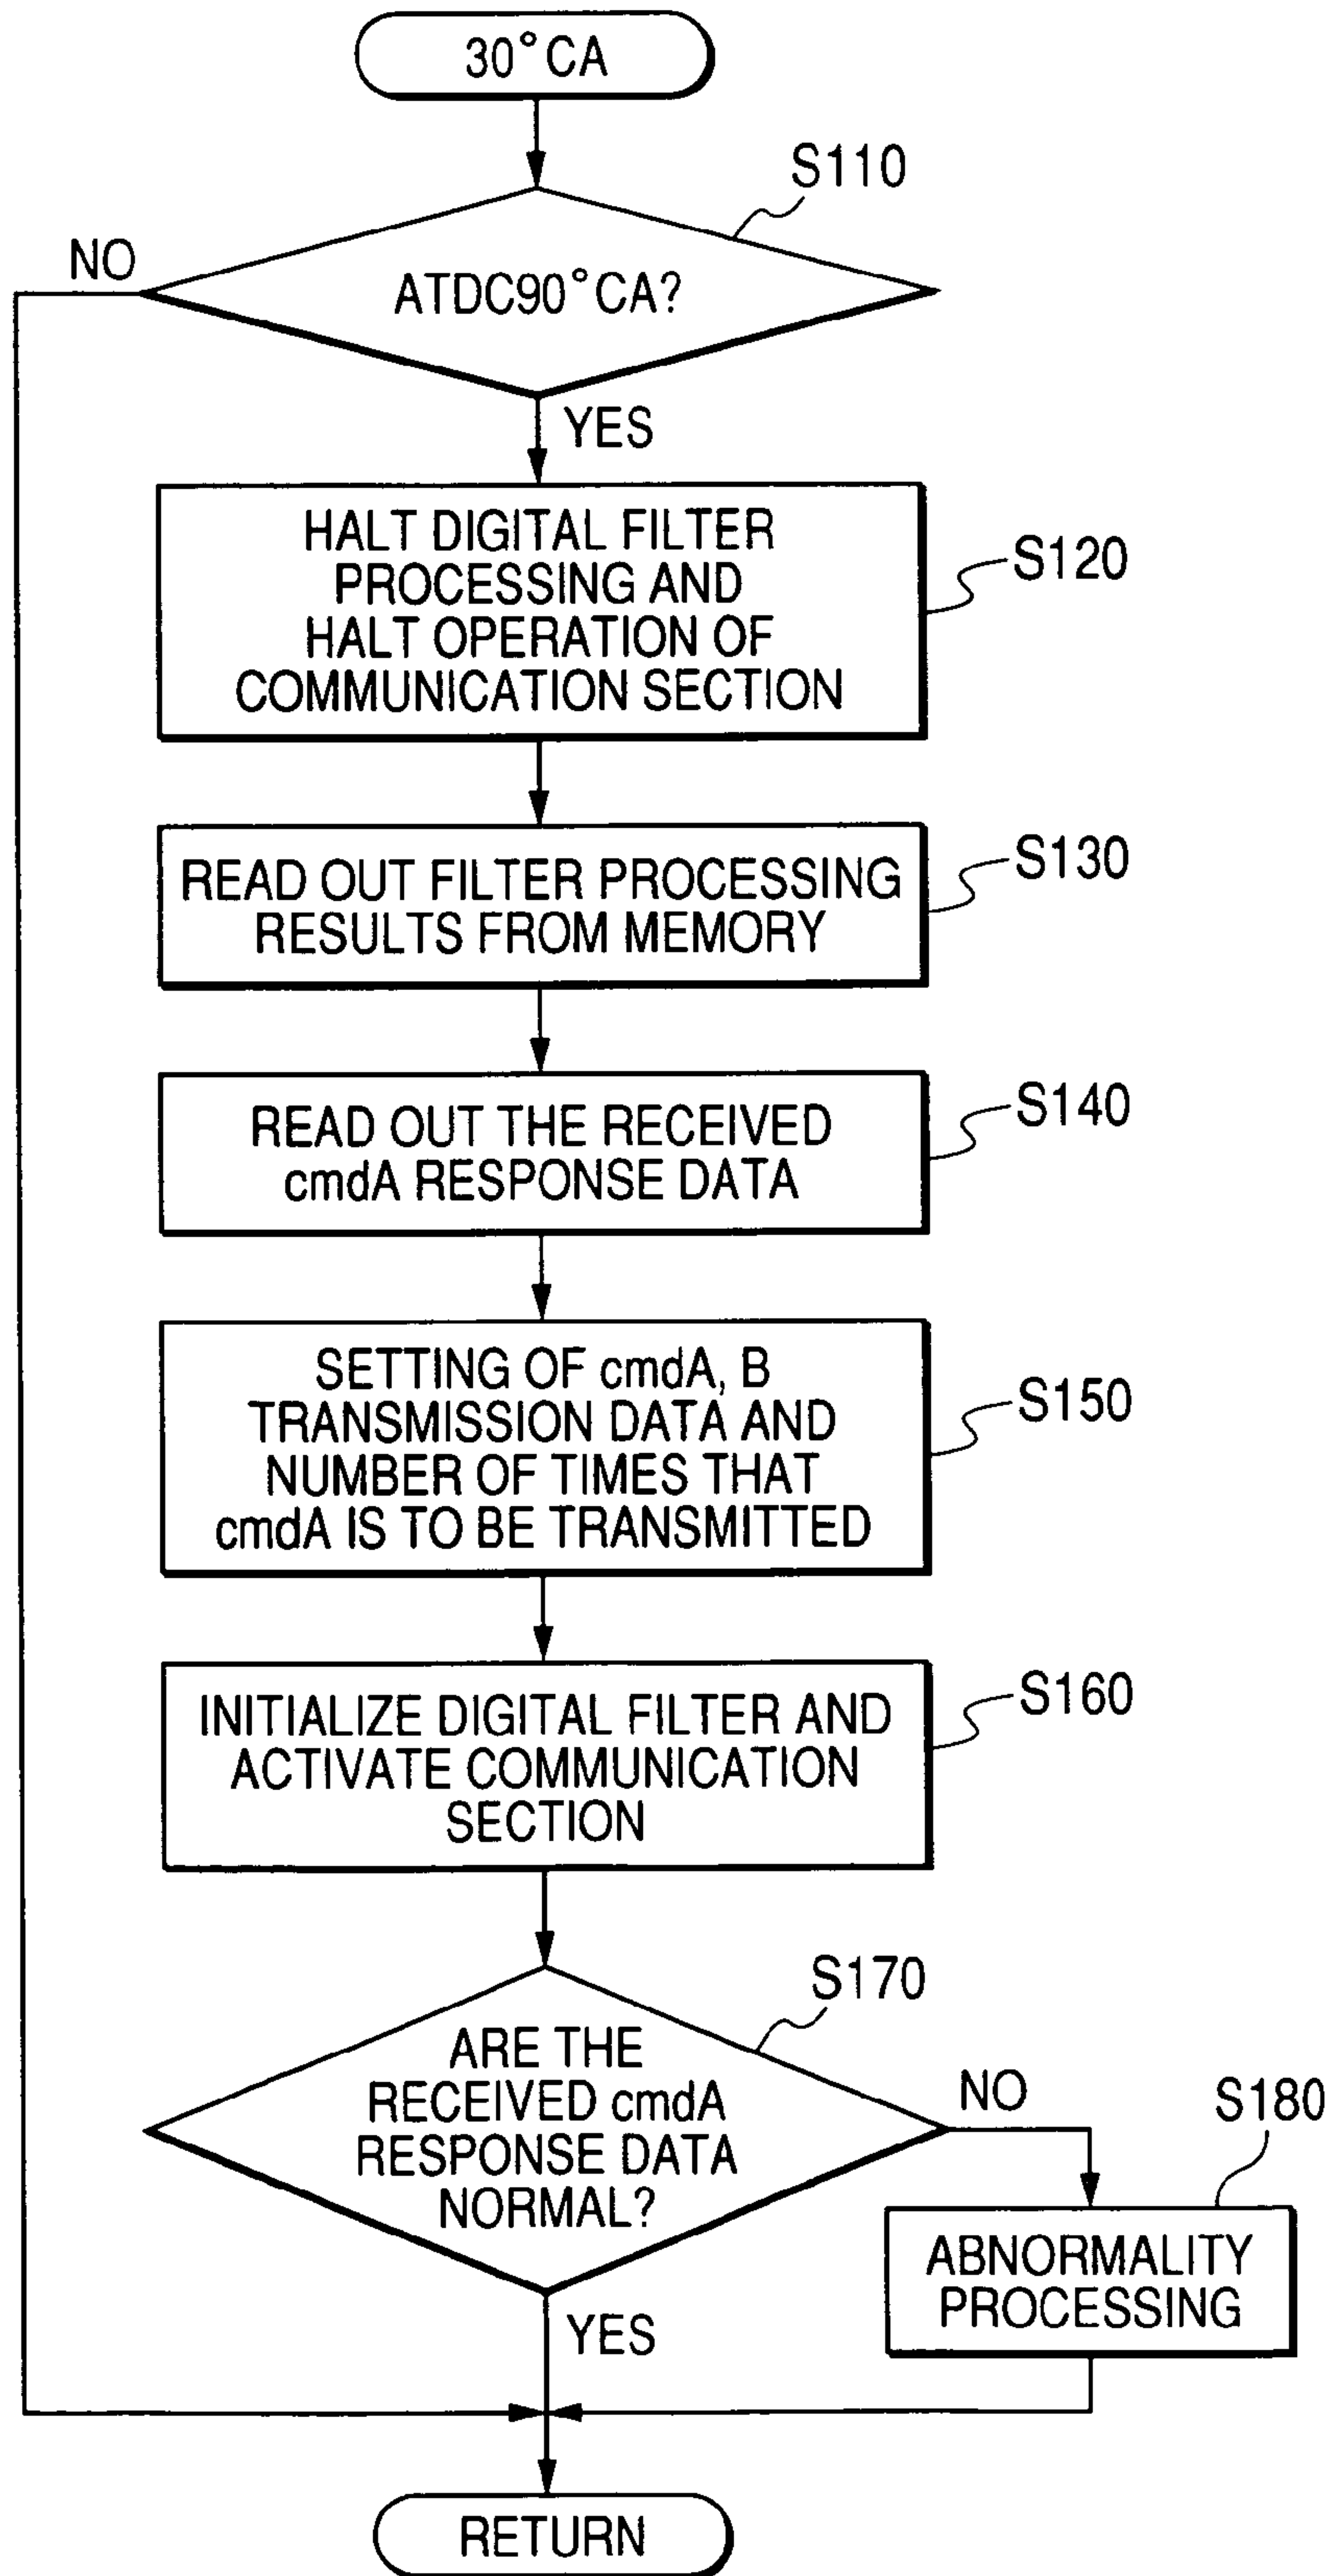 30°CA
S110
NO
ATDC90°CA?
YES
HALT DIGITAL FILTER
PROCESSING AND
HALT OPERATION OF
COMMUNICATION SECTION
S120
READ OUT FILTER PROCESSING
RESULTS FROM MEMORY
S130
READ OUT THE RECEIVED
cmdA RESPONSE DATA
S140
SETTING OF cmdA, B
TRANSMISSION DATA AND
NUMBER OF TIMES THAT
cmdA IS TO BE TRANSMITTED
S150
INITIALIZE DIGITAL FILTER AND
ACTIVATE COMMUNICATION
SECTION
S160
S170
ARE THE
RECEIVED cmdA
RESPONSE DATA
NORMAL?
NO
S180
ABNORMALITY
PROCESSING
YES
RETURN